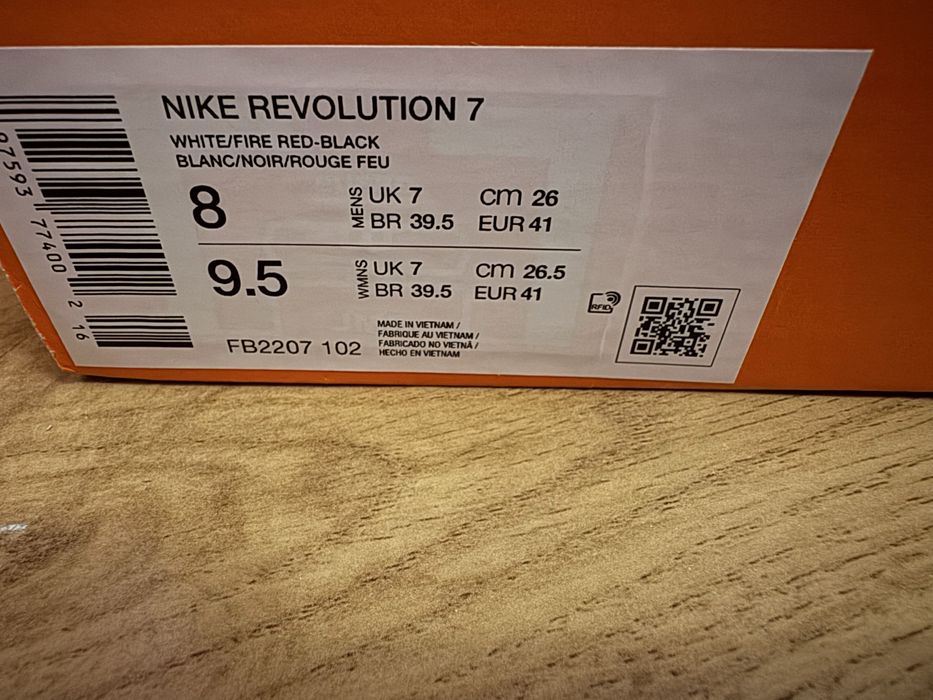 NIKE REVOLUTION 7
WHITE/FIRE RED-BLACK
BLANC/NOIR/ROUGE FEU
8
MENS
UK 7 cm 26
BR 39.5 EUR 41
9.5
WMNS
UK 7 cm 26.5
BR 39.5 EUR 41
RFID
FB2207 102
MADE IN VIETNAM /
FABRIQUE AU VIETNAM /
FABRICADO NO VIETNÃ /
HECHO EN VIETNAM
97593 77400 2 16